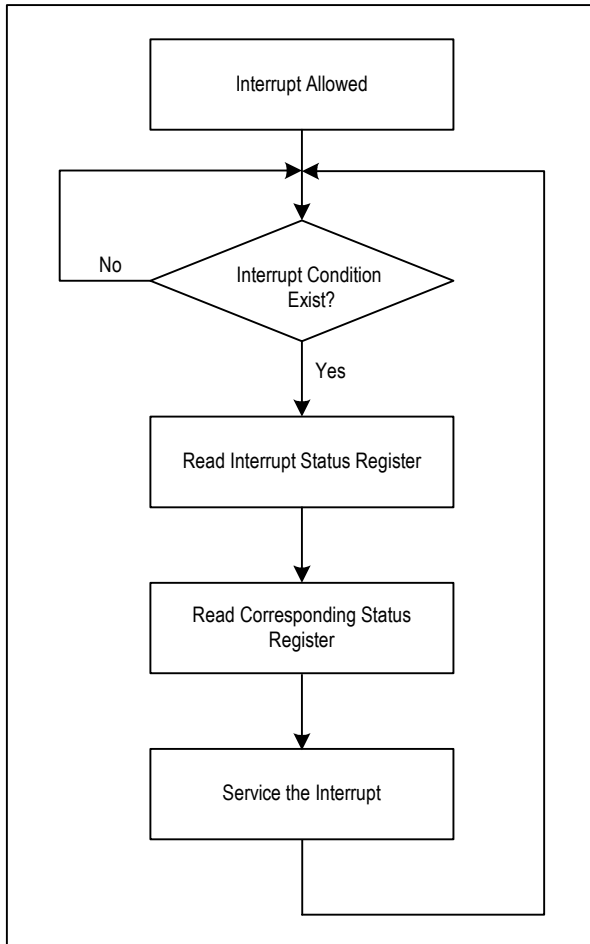 Interrupt Allowed
No
Interrupt Condition
Exist?
Yes
Read Interrupt Status Register
Read Corresponding Status
Register
Service the Interrupt